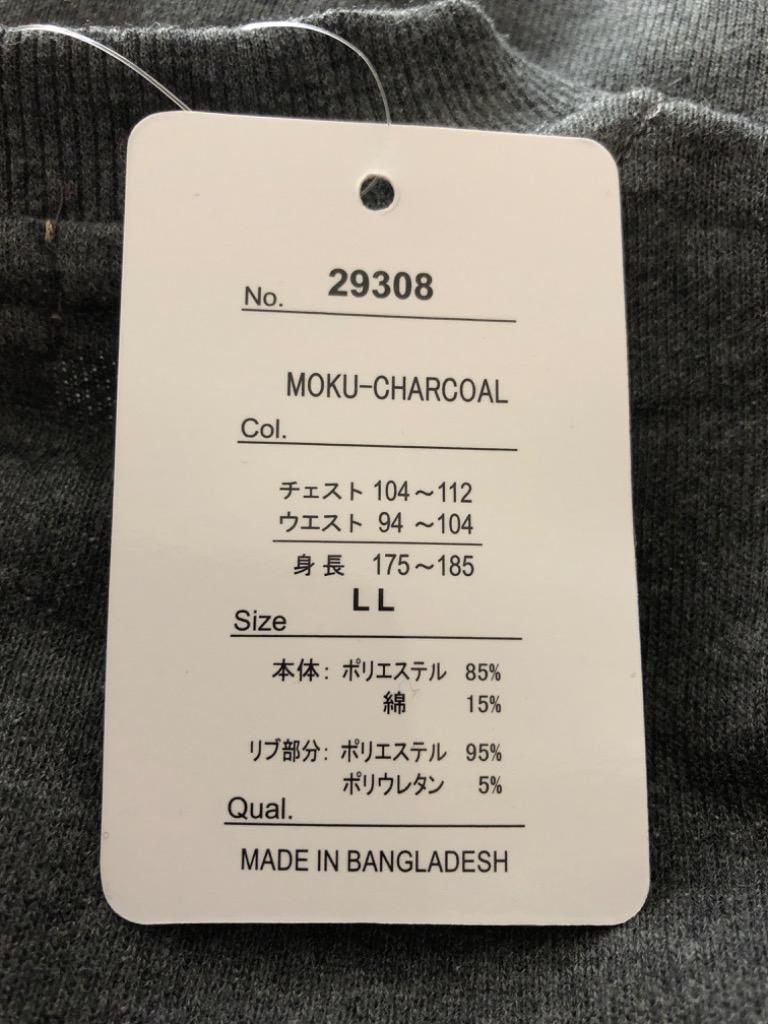 No. 29308
MOKU-CHARCOAL
Col.
チェスト 104～112
ウエスト 94～104
身長 175～185
LL
Size
本体: ポリエステル 85%
綿 15%
リブ部分: ポリエステル 95%
ポリウレタン 5%
Qual.
MADE IN BANGLADESH